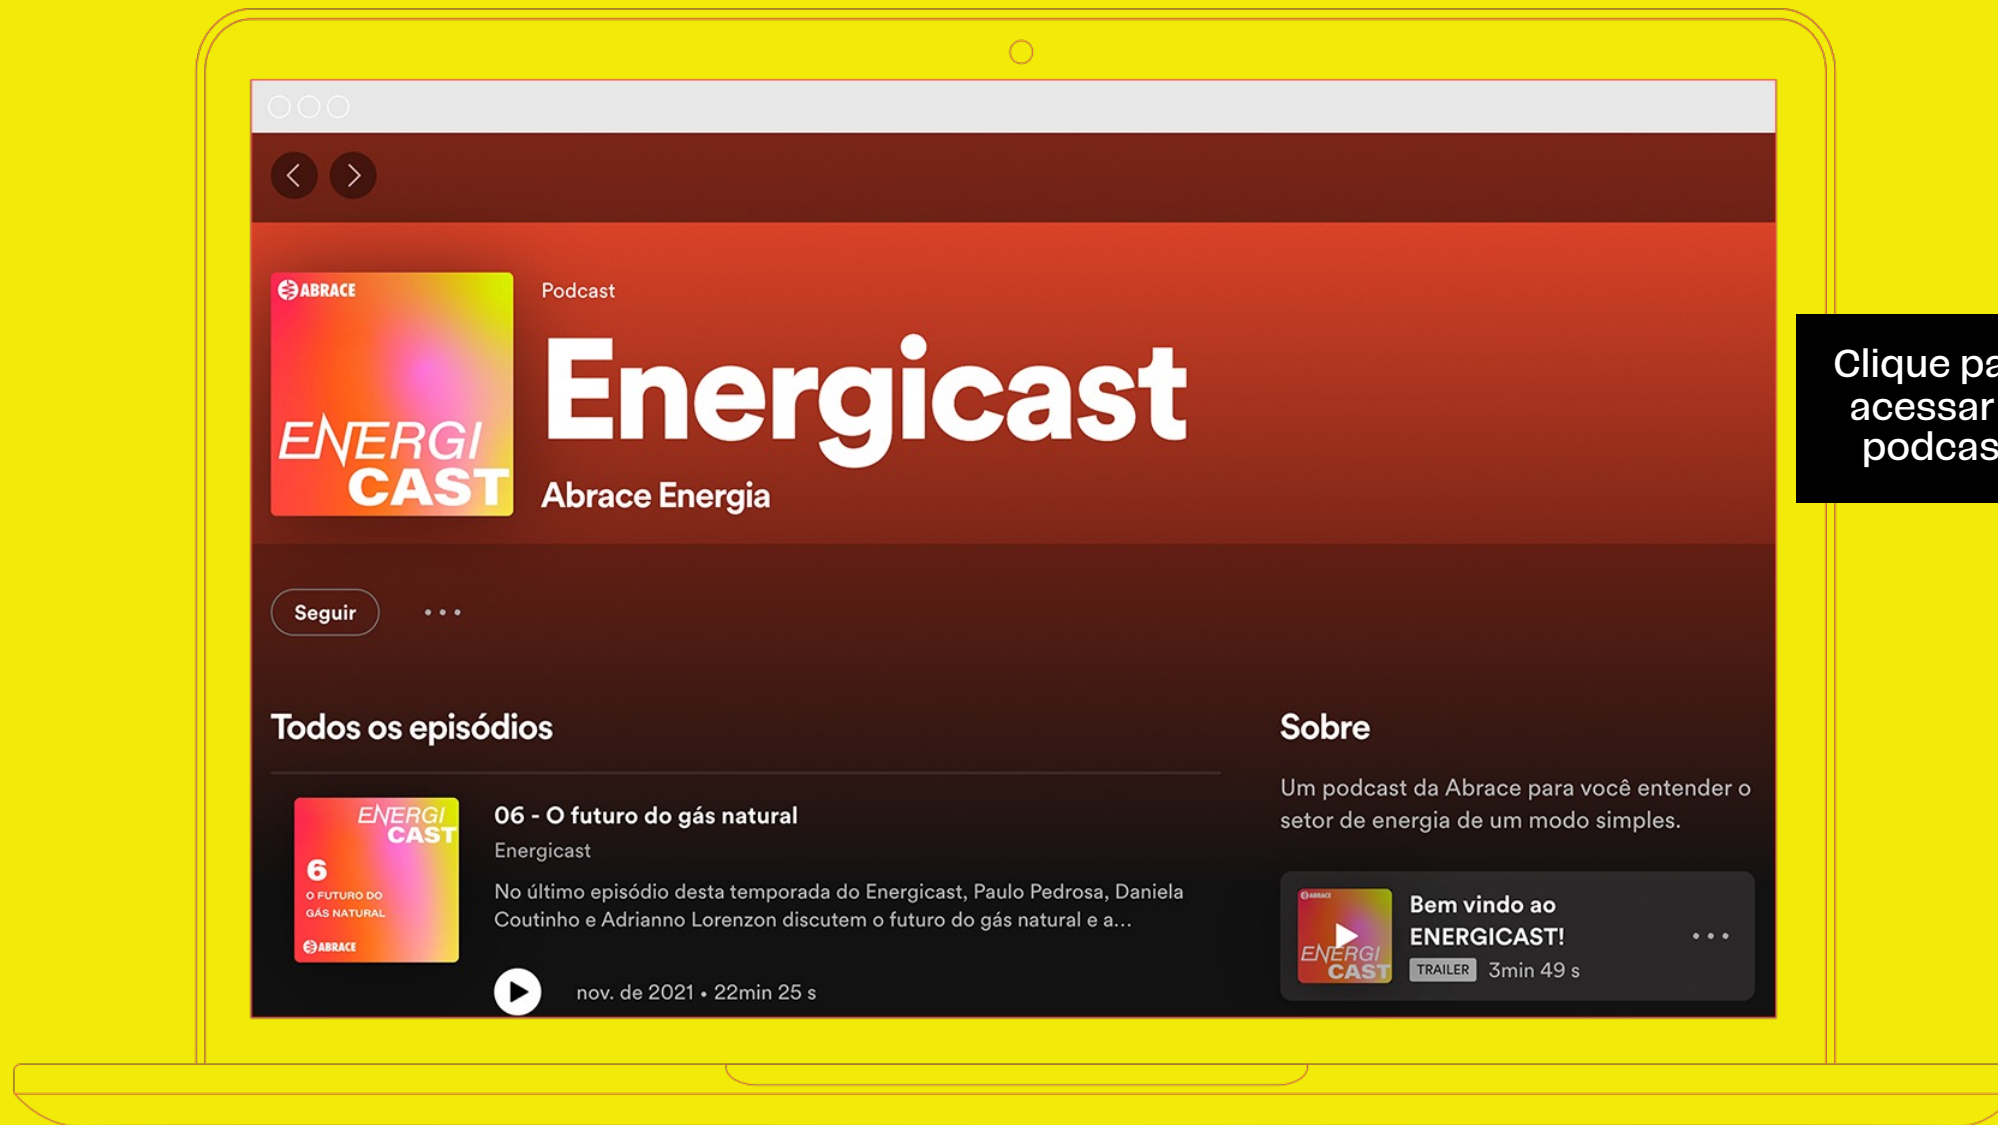 ABRACE
ENERGI
CAST
Podcast
Energicast
Abrace Energia
Clique
acessar
Seguir
Todos os episódios
ENERGI
CAST
6
O FUTURO DO
GÁS NATURAL
ABRACE
06 - O futuro do gás natural
Energicast
No último episódio desta temporada do Energicast, Paulo Pedrosa, Daniela
Coutinho e Adrianno Lorenzon discutem o futuro do gás natural e a...
nov. de 2021 • 22min 25 s
Sobre
Um podcast da Abrace para você entender o
setor de energia de um modo simples.
ABRACE
ENERGI
CAST
Bem vindo ao
ENERGICAST!
TRAILER 3min 49 s